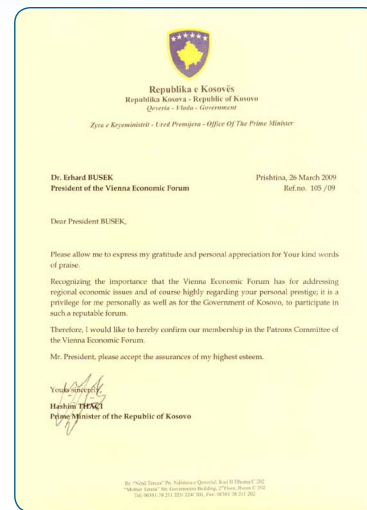 Republika e Kosovës
Republika Kosova - Republic of Kosovo
Qeveria - Vlada - Government
Zyra e Kryeministrit - Ured Premijera - Office Of The Prime Minister
Dr. Erhard BUSEK Prishtina, 26 March 2009
President of the Vienna Economic Forum Ref.no. 105 /09
Dear President BUSEK,
Please allow me to express my gratitude and personal appreciation for Your kind words
of praise.
Recognizing the importance that the Vienna Economic Forum has for addressing
regional economic issues and of course highly regarding your personal prestige; it is a
privilege for me personally as well as for the Government of Kosovo, to participate in
such a reputable forum.
Therefore, I would like to hereby confirm our membership in the Patrons Committee of
the Vienna Economic Forum.
Mr. President, please accept the assurances of my highest esteem.
Yours sincerely,
Hashim THAÇI
Prime Minister of the Republic of Kosovo